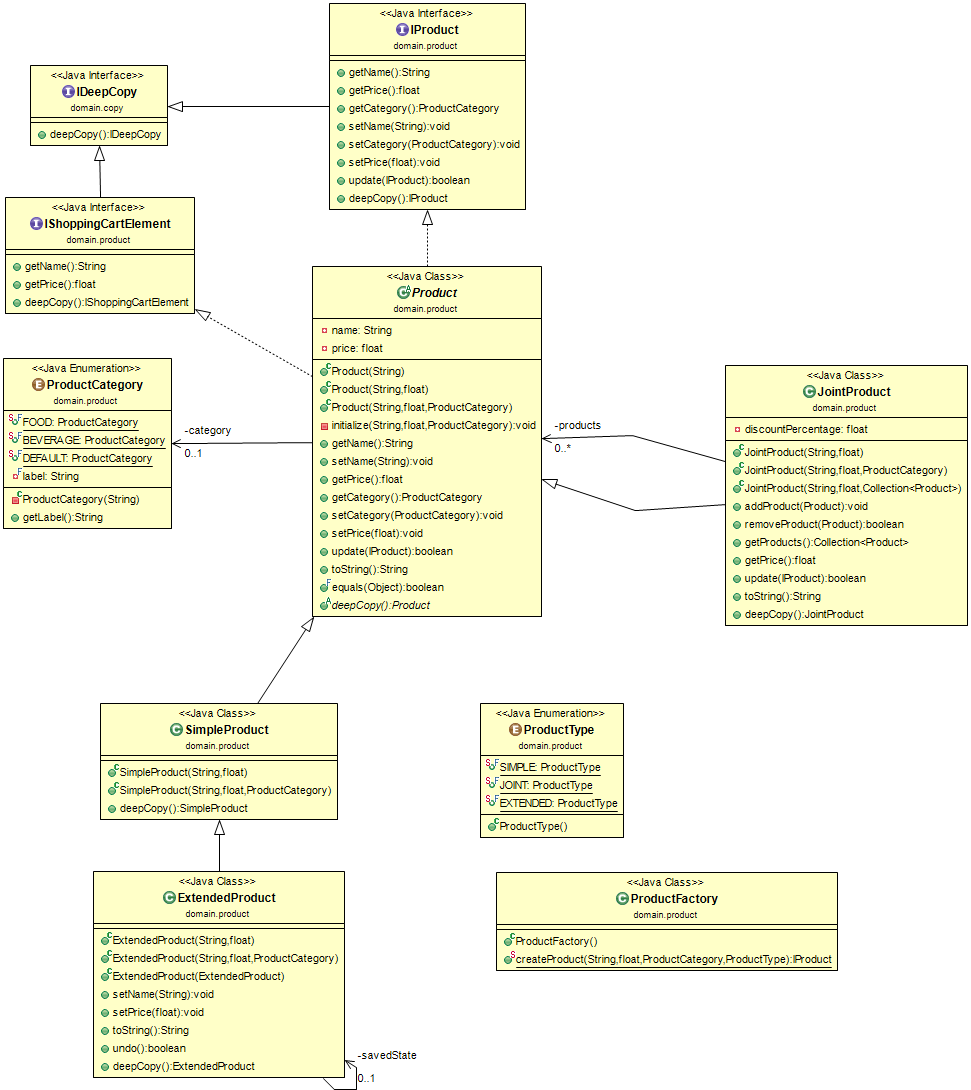 <<Java Interface>>
IProduct
domain.product
getName():String
getPrice():float
getCategory():ProductCategory
setName(String):void
setCategory(ProductCategory):void
setPrice(float):void
update(IProduct):boolean
deepCopy():IProduct
<<Java Interface>>
IDeepCopy
domain.copy
deepCopy():IDeepCopy
<<Java Interface>>
IShoppingCartElement
domain.product
getName():String
getPrice():float
deepCopy():IShoppingCartElement
<<Java Class>>
Product
domain.product
name: String
price: float
Product(String)
Product(String,float)
Product(String,float,ProductCategory)
initialize(String,float,ProductCategory):void
getName():String
setName(String):void
getPrice():float
getCategory():ProductCategory
setCategory(ProductCategory):void
setPrice(float):void
update(IProduct):boolean
toString():String
equals(Object):boolean
deepCopy():Product
<<Java Enumeration>>
ProductCategory
domain.product
FOOD: ProductCategory
BEVERAGE: ProductCategory
DEFAULT: ProductCategory
label: String
ProductCategory(String)
getLabel():String
-category
0..1
-products
0..*
<<Java Class>>
JointProduct
domain.product
discountPercentage: float
JointProduct(String,float)
JointProduct(String,float,ProductCategory)
JointProduct(String,float,Collection<Product>)
addProduct(Product):void
removeProduct(Product):boolean
getProducts():Collection<Product>
getPrice():float
update(IProduct):boolean
toString():String
deepCopy():JointProduct
<<Java Class>>
SimpleProduct
domain.product
SimpleProduct(String,float)
SimpleProduct(String,float,ProductCategory)
deepCopy():SimpleProduct
<<Java Enumeration>>
ProductType
domain.product
SIMPLE: ProductType
JOINT: ProductType
EXTENDED: ProductType
ProductType()
<<Java Class>>
ExtendedProduct
domain.product
ExtendedProduct(String,float)
ExtendedProduct(String,float,ProductCategory)
ExtendedProduct(ExtendedProduct)
setName(String):void
setPrice(float):void
toString():String
undo():boolean
deepCopy():ExtendedProduct
-savedState
0..1
<<Java Class>>
ProductFactory
domain.product
ProductFactory()
createProduct(String,float,ProductCategory,ProductType):IProduct